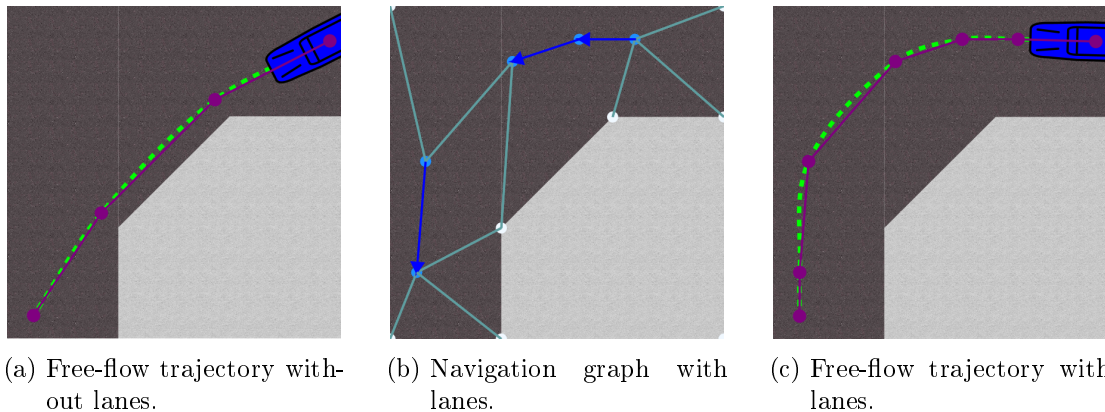 (a) Free-flow trajectory with-
out lanes.
(b) Navigation graph with
lanes.
(c) Free-flow trajectory with
lanes.